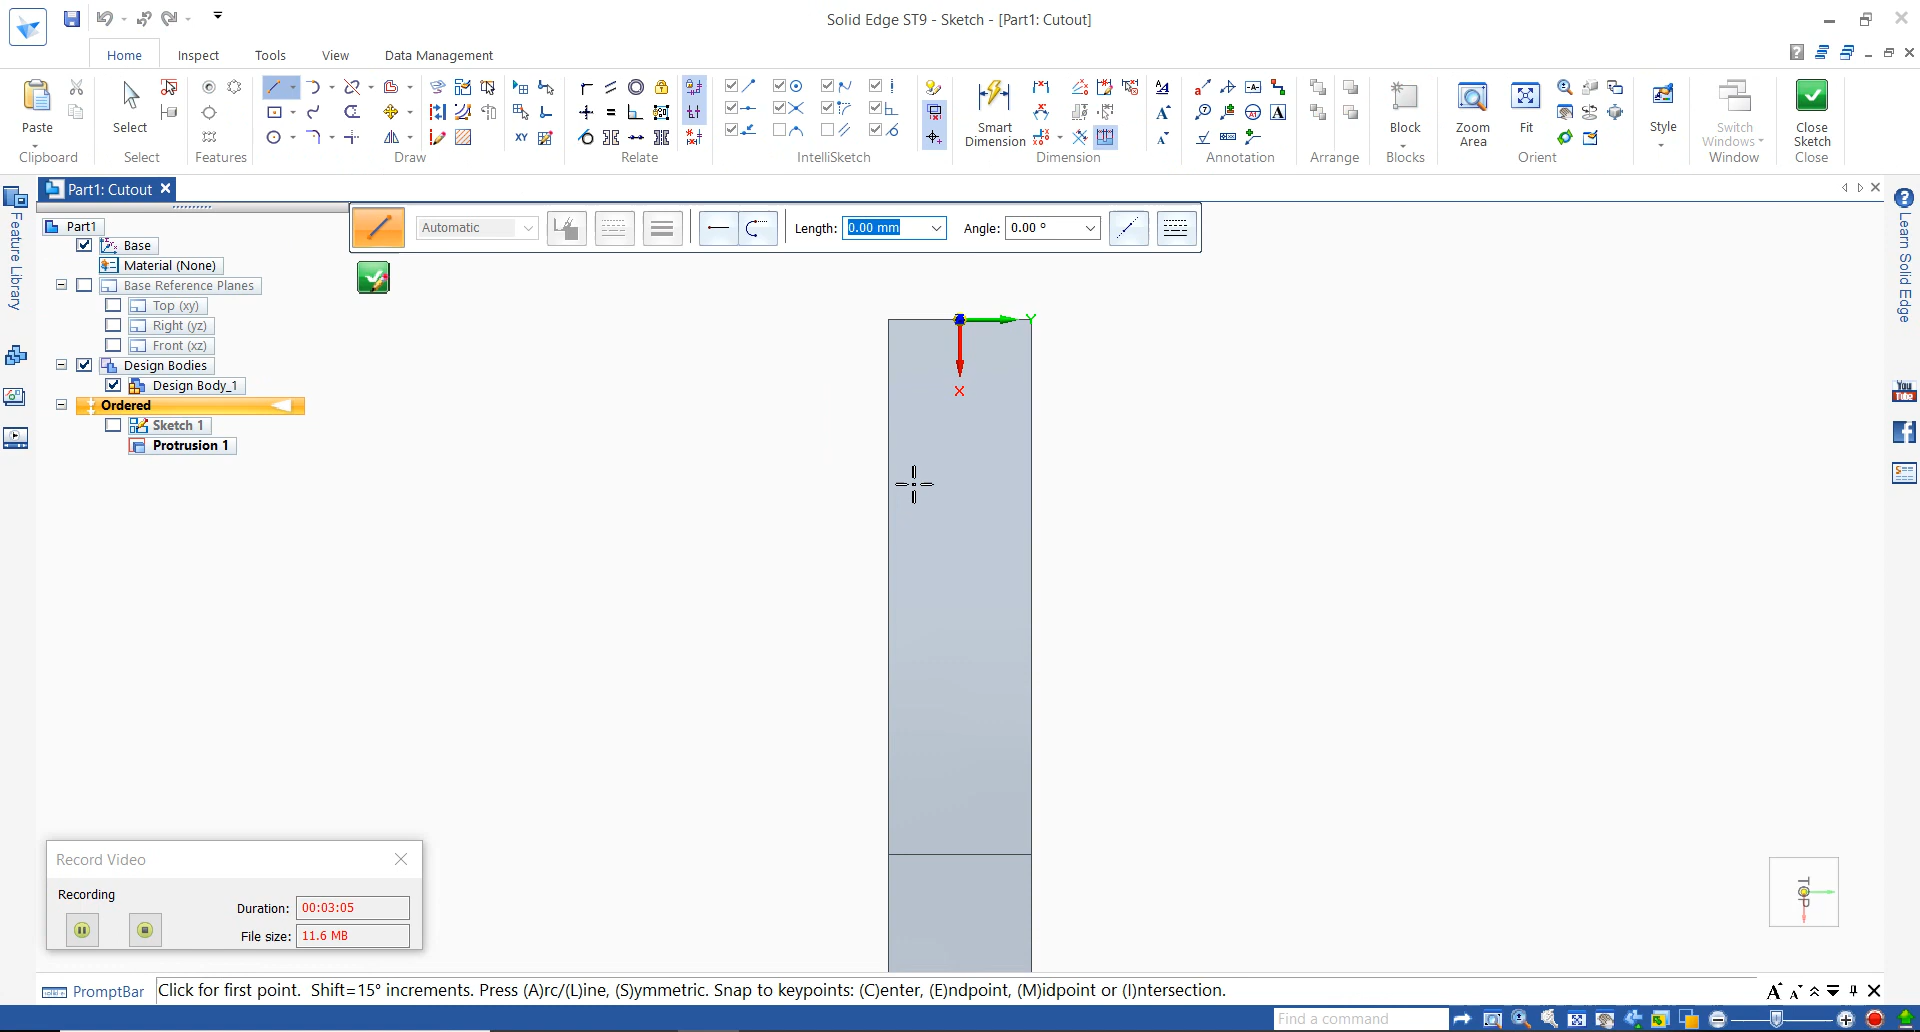 Solid Edge ST9 - Sketch - [Part1: Cutout]
Home
Inspect
Tools
View
Data Management
Paste
Clipboard
Select
Select
Features
Draw
Relate
IntelliSketch
Smart
Dimension
Dimension
Annotation
Arrange
Block
Blocks
Zoom
Area
Fit
Orient
Style
Switch
Windows
Window
Close
Sketch
Close
XY
Part1: Cutout
Automatic
Length:
0.00 mm
Angle:
0.00 °
Feature Library
Learn Solid Edge
Part1
Base
Material (None)
Base Reference Planes
Top (xy)
Right (yz)
Front (xz)
Design Bodies
Design Body_1
Ordered
Sketch 1
Protrusion 1
Y
X
You
Tube
TOP
Record Video
Recording
Duration:
00:03:05
File size:
11.6 MB
PromptBar
Click for first point.  Shift=15° increments. Press (A)rc/(L)ine, (S)ymmetric. Snap to keypoints: (C)enter, (E)ndpoint, (M)idpoint or (I)ntersection.
Find a command